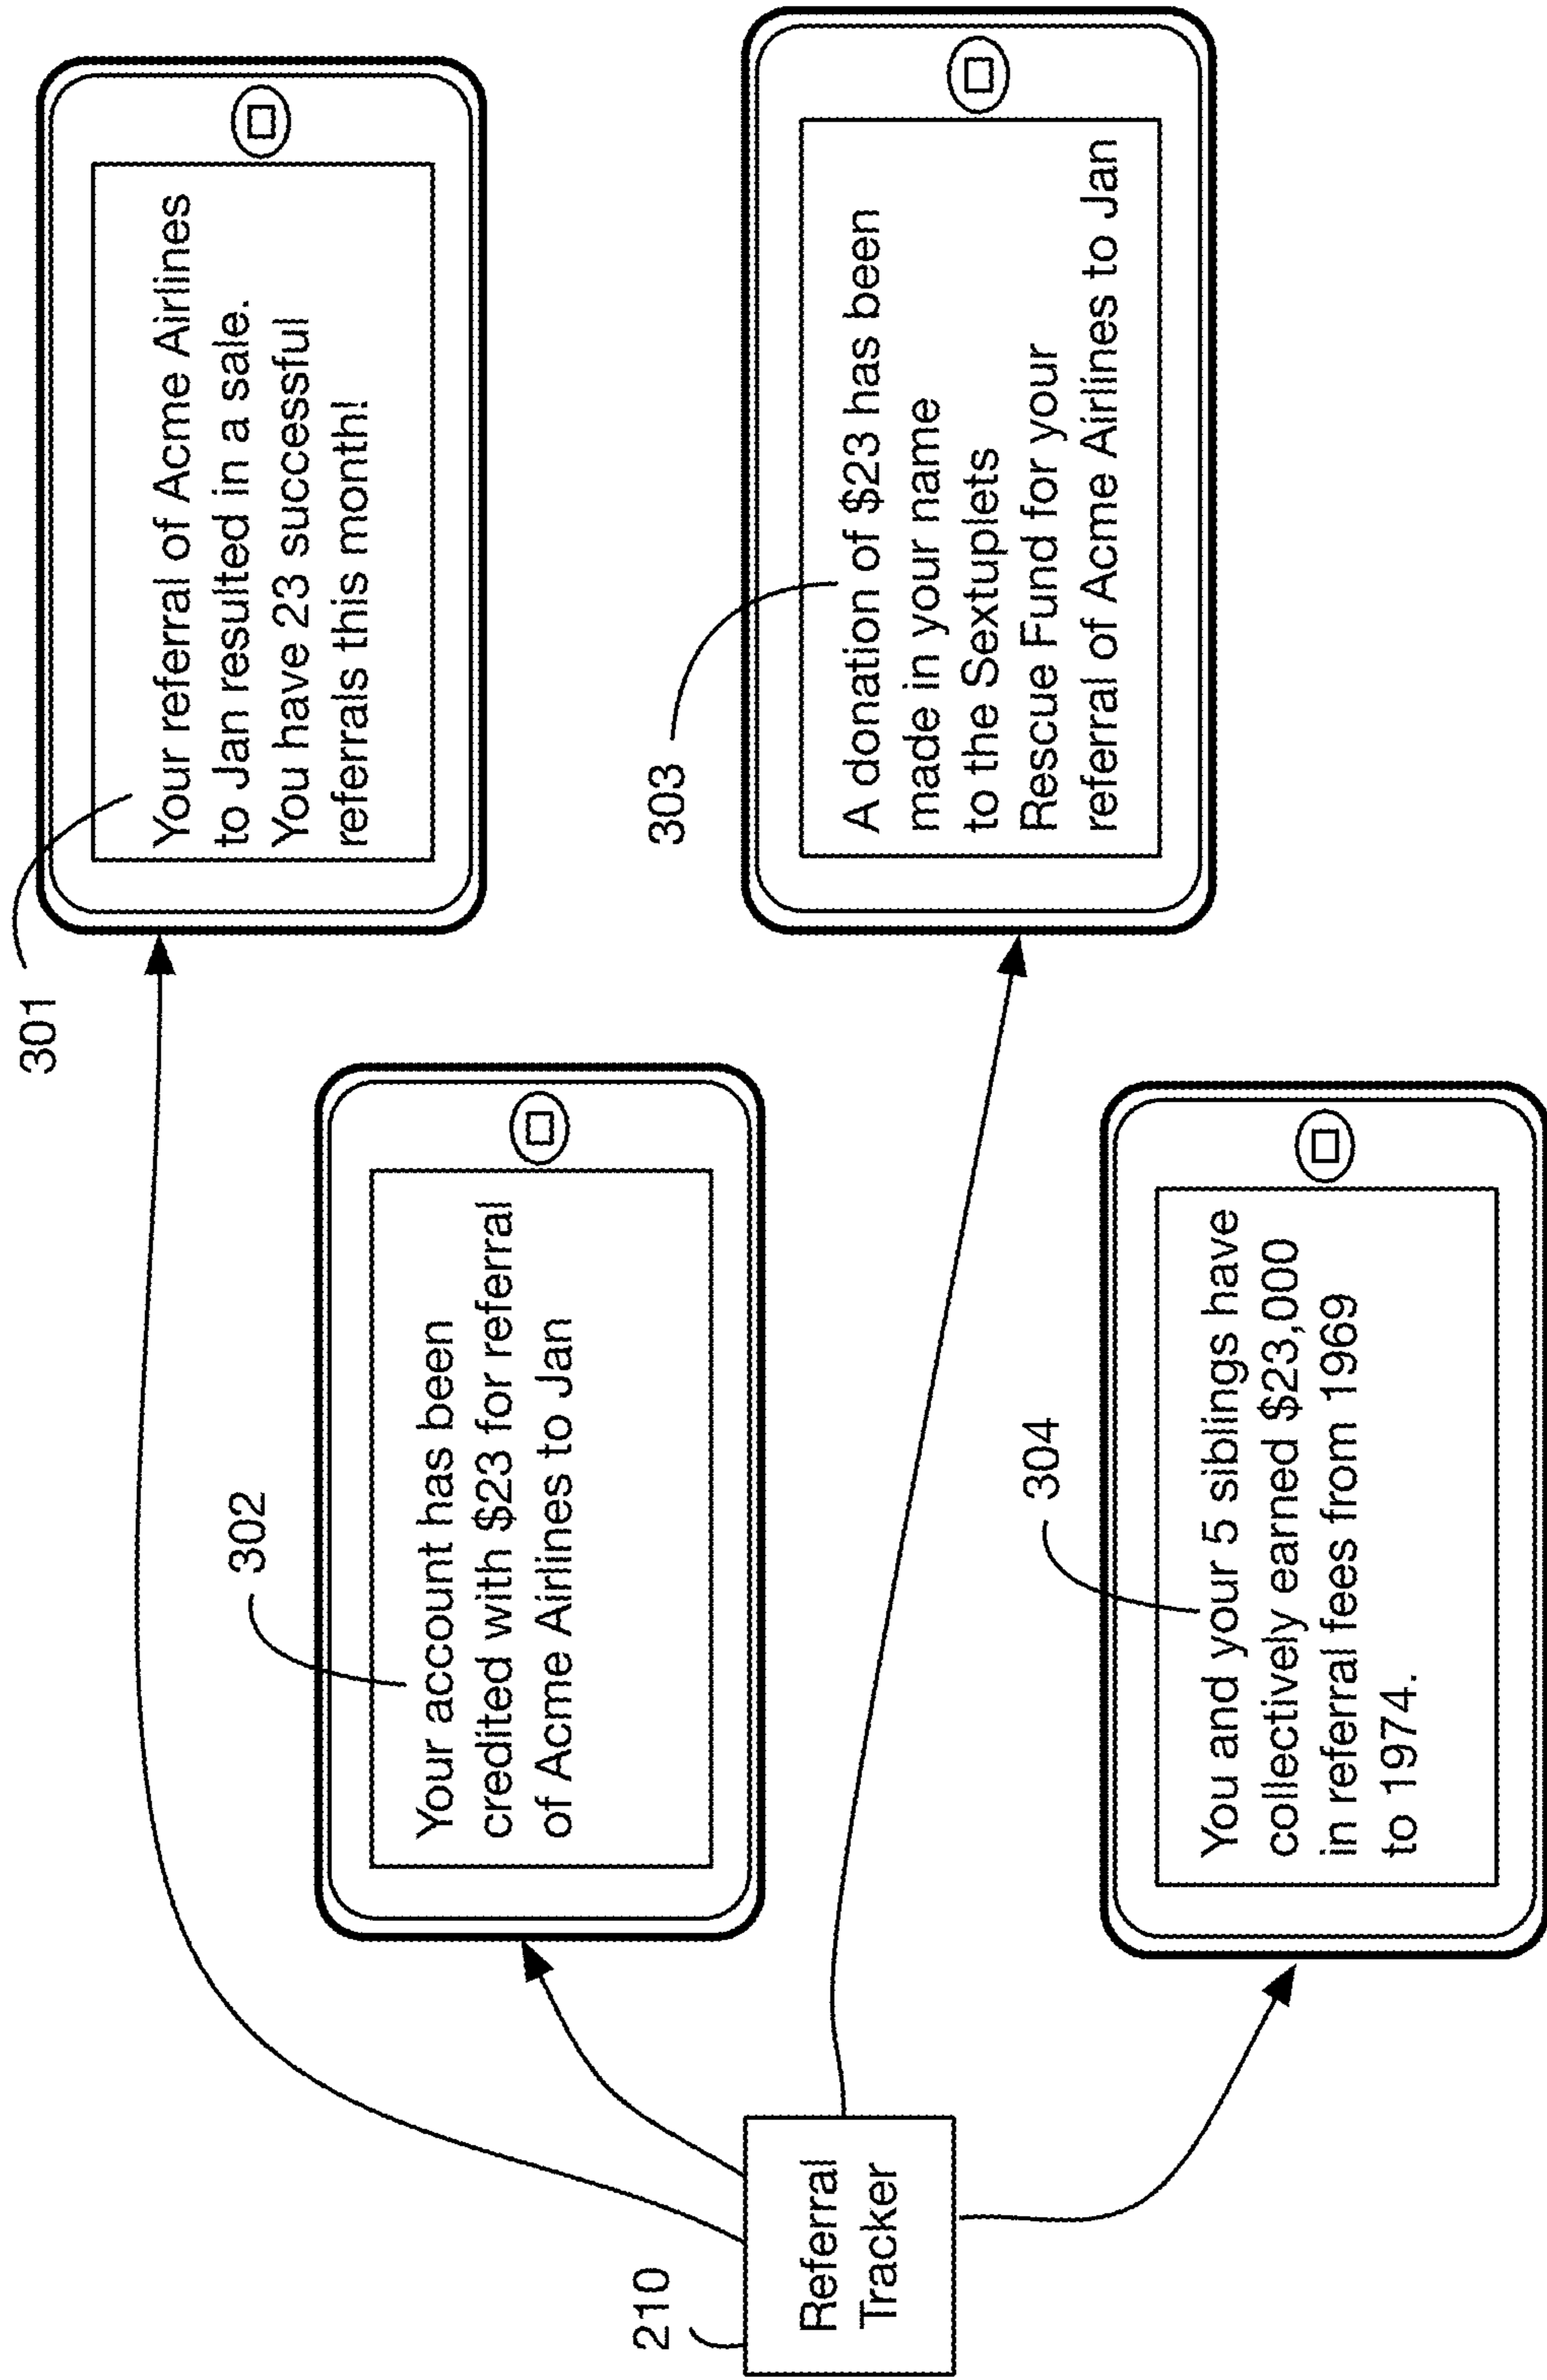 301
Your referral of Acme Airlines
to Jan resulted in a sale.
You have 23 successful
referrals this month!
302
Your account has been
credited with $23 for referral
of Acme Airlines to Jan
210
Referral
Tracker
303
A donation of $23 has been
made in your name
to the Sextuplets
Rescue Fund for your
referral of Acme Airlines to Jan
304
You and your 5 siblings have
collectively earned $23,000
in referral fees from 1969
to 1974.